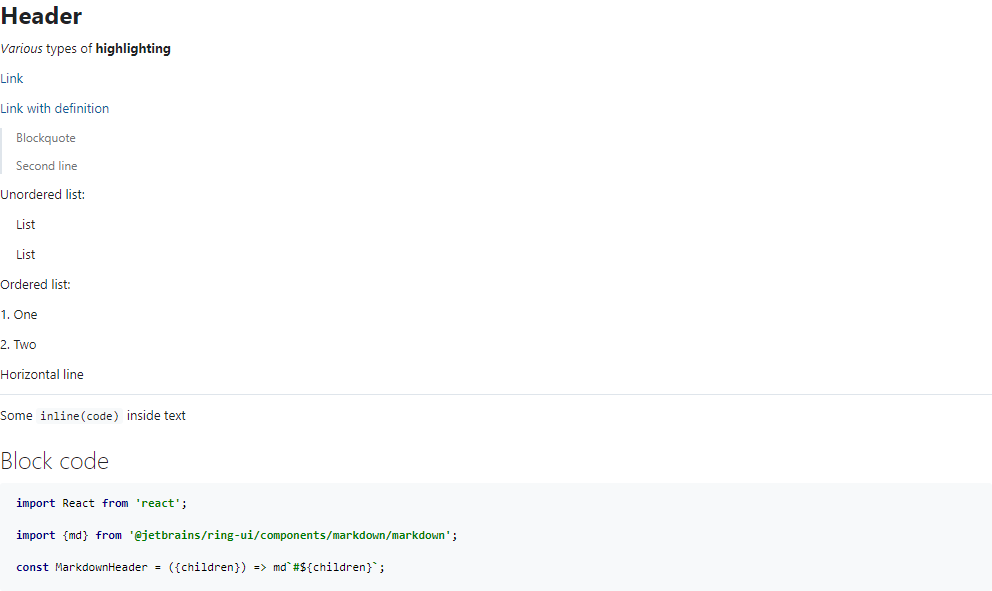 Header
Various types of highlighting
Link
Link with definition
Blockquote
Second line
Unordered list:
List
List
Ordered list:
1. One
2. Two
Horizontal line
Some inline(code) inside text
Block code
import React from 'react';
import {md} from '@jetbrains/ring-ui/components/markdown/markdown';
const MarkdownHeader = ({children}) => md`#${children}`;